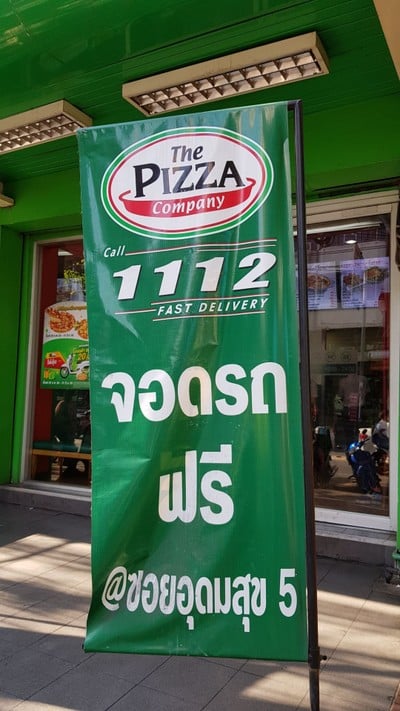 The
PIZZA
Company
Call
1112
FAST DELIVERY
จอดรถ
ฟรี
@ซอยอุดมสุข 5